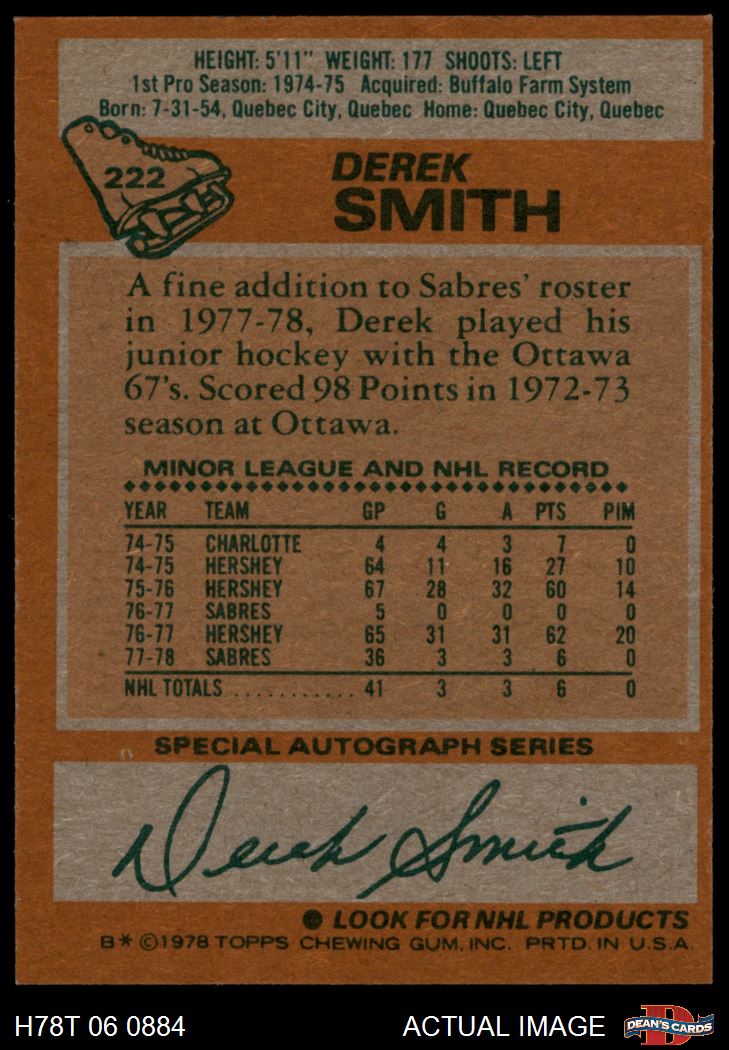 HEIGHT: 5'11" WEIGHT: 177 SHOOTS: LEFT
1st Pro Season: 1974-75 Acquired: Buffalo Farm System
Born: 7-31-54, Quebec City, Quebec Home: Quebec City, Quebec
222
DEREK
SMITH
A fine addition to Sabres' roster
in 1977-78, Derek played his
junior hockey with the Ottawa
67's. Scored 98 Points in 1972-73
season at Ottawa.
MINOR LEAGUE AND NHL RECORD
YEAR TEAM GP G A PTS PIM
74-75 CHARLOTTE 4 4 3 7 0
74-75 HERSHEY 64 11 16 27 10
75-76 HERSHEY 67 28 32 60 14
76-77 SABRES 5 0 0 0 0
76-77 HERSHEY 65 31 31 62 20
77-78 SABRES 36 3 3 6 0
NHL TOTALS ........... 41 3 3 6 0
SPECIAL AUTOGRAPH SERIES
Derek Smith
● LOOK FOR NHL PRODUCTS
B* ©1978 TOPPS CHEWING GUM, INC. PRTD. IN U.S.A.
H78T 06 0884 ACTUAL IMAGE D DEAN'S CARDS